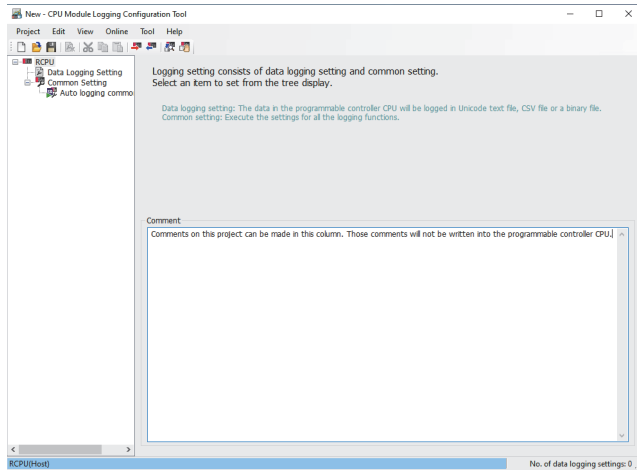 New - CPU Module Logging Configuration Tool
Project Edit View Online Tool Help
RCPU
Data Logging Setting
Common Setting
Auto logging commo
Logging setting consists of data logging setting and common setting.
Select an item to set from the tree display.
Data logging setting: The data in the programmable controller CPU will be logged in Unicode text file, CSV file or a binary file.
Common setting: Execute the settings for all the logging functions.
Comment
Comments on this project can be made in this column. Those comments will not be written into the programmable controller CPU.
RCPU(Host)
No. of data logging settings: 0